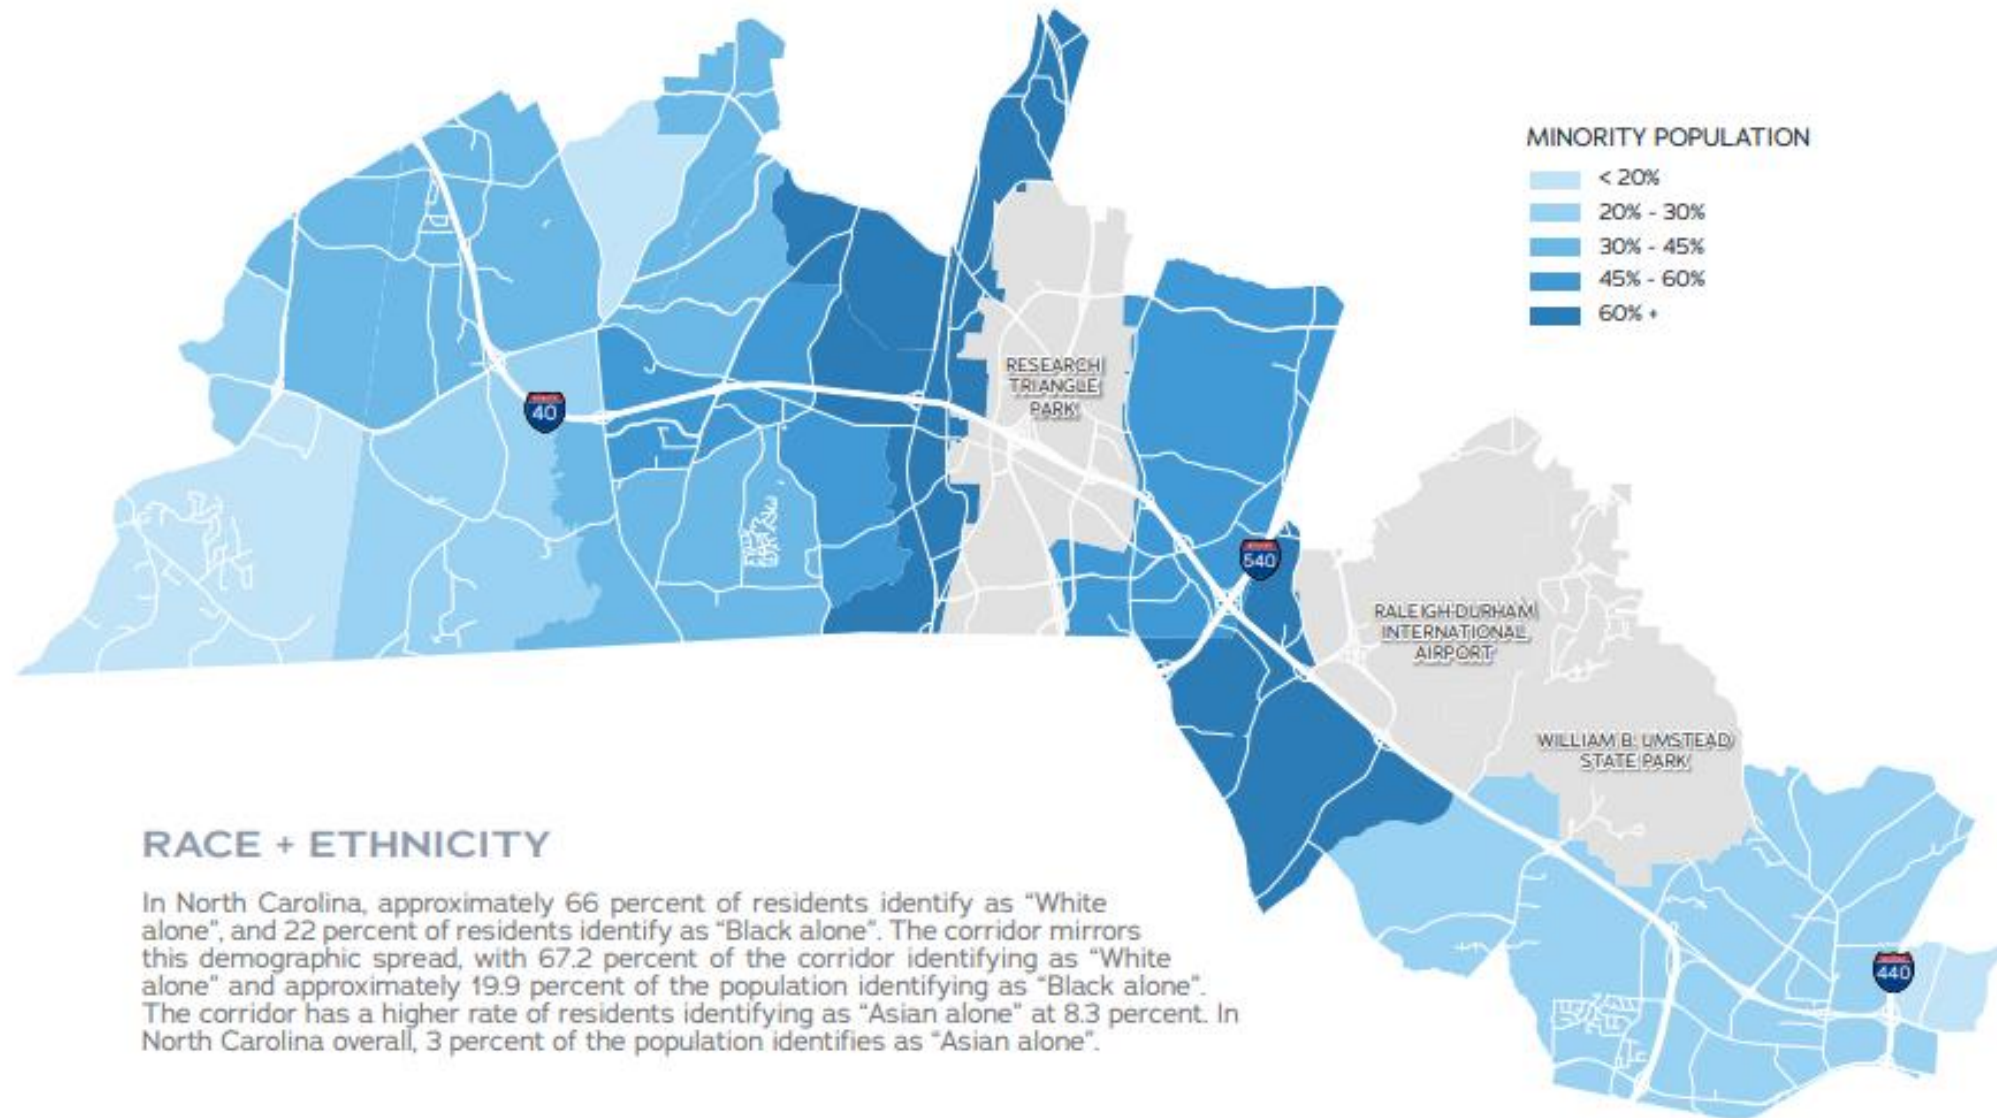 MINORITY POPULATION
< 20%
20% - 30%
30% - 45%
45% - 60%
60% +
40
RESEARCH
TRIANGLE
PARK
540
RALEIGH-DURHAM
INTERNATIONAL
AIRPORT
WILLIAM B. UMSTEAD
STATE PARK
440
RACE + ETHNICITY
In North Carolina, approximately 66 percent of residents identify as “White
alone”, and 22 percent of residents identify as “Black alone”. The corridor mirrors
this demographic spread, with 67.2 percent of the corridor identifying as “White
alone” and approximately 19.9 percent of the population identifying as “Black alone”.
The corridor has a higher rate of residents identifying as “Asian alone” at 8.3 percent. In
North Carolina overall, 3 percent of the population identifies as “Asian alone”.